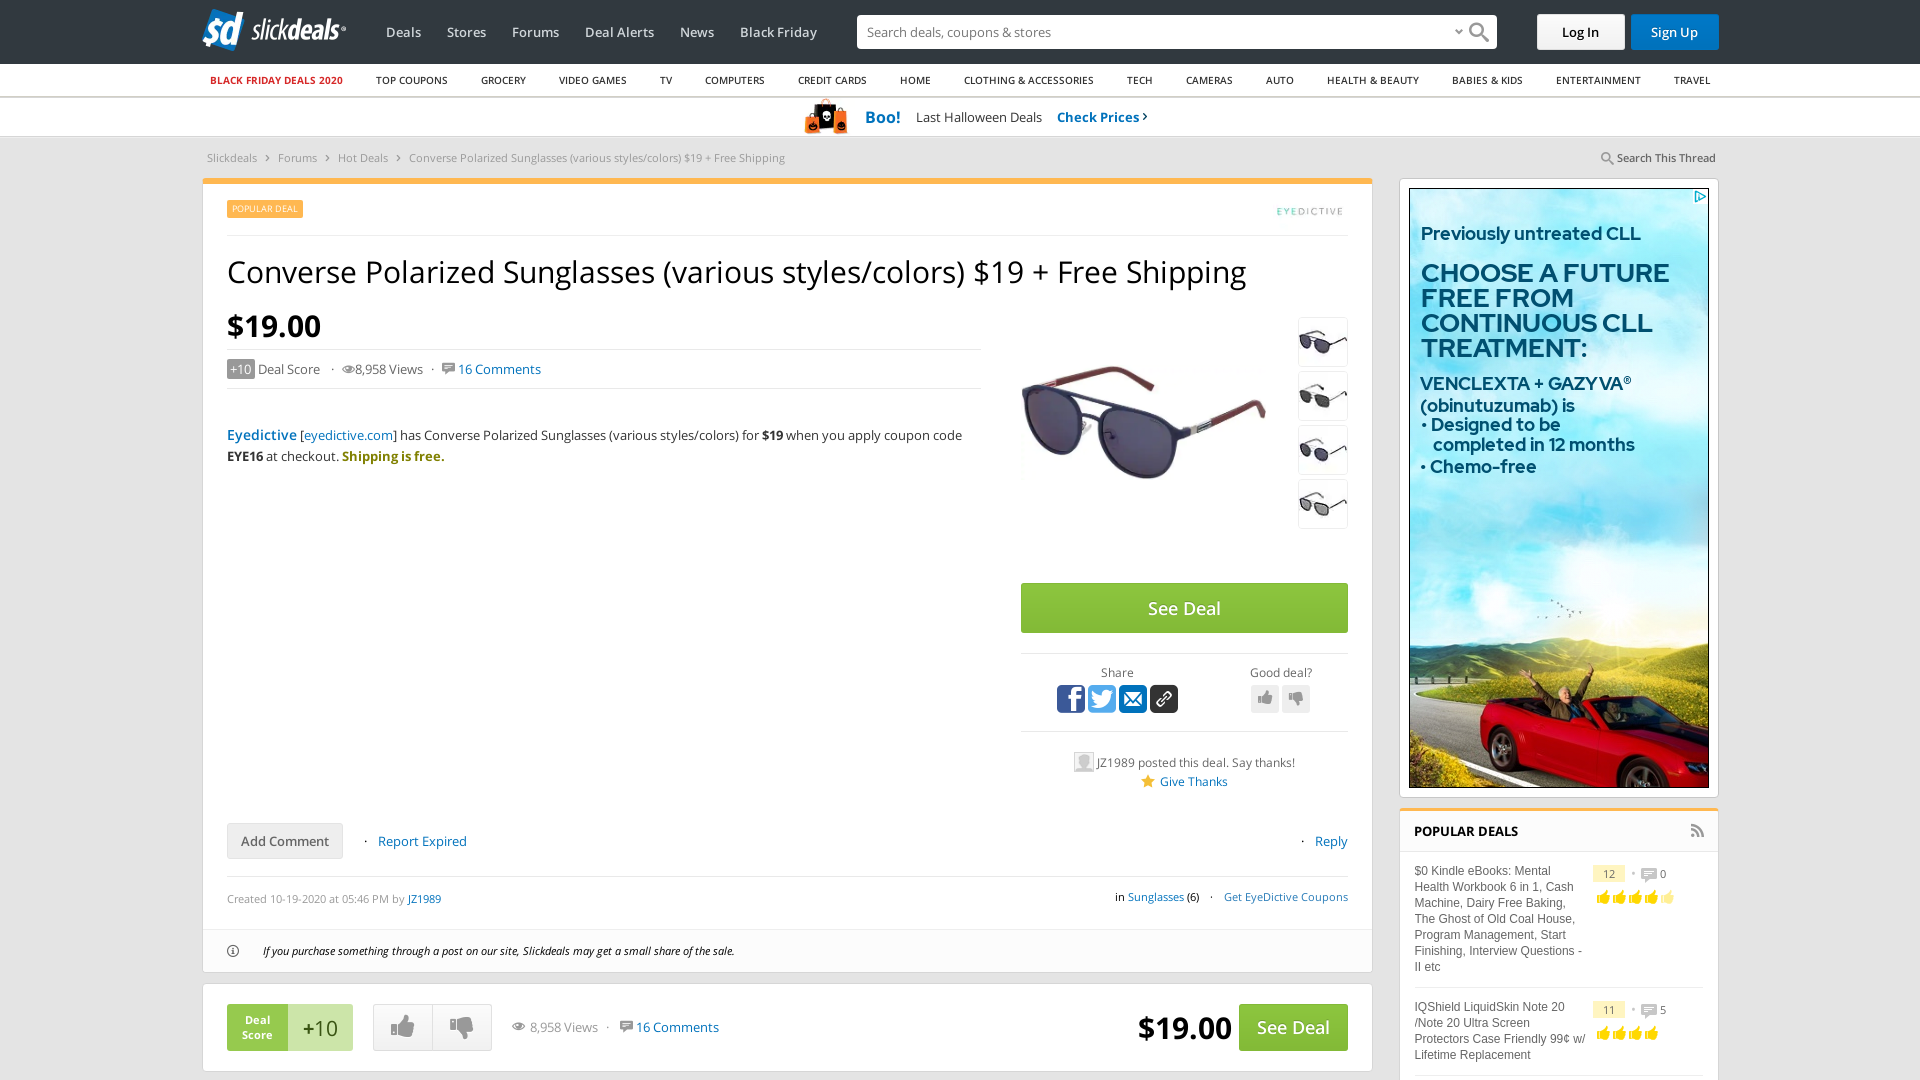 sd slickdeals
Deals
Stores
Forums
Deal Alerts
News
Black Friday
Search deals, coupons & stores
Log In
Sign Up
BLACK FRIDAY DEALS 2020
TOP COUPONS
GROCERY
VIDEO GAMES
TV
COMPUTERS
CREDIT CARDS
HOME
CLOTHING & ACCESSORIES
TECH
CAMERAS
AUTO
HEALTH & BEAUTY
BABIES & KIDS
ENTERTAINMENT
TRAVEL
Boo! Last Halloween Deals Check Prices ›
Slickdeals › Forums › Hot Deals › Converse Polarized Sunglasses (various styles/colors) $19 + Free Shipping
Search This Thread
POPULAR DEAL
EYEDICTIVE
Converse Polarized Sunglasses (various styles/colors) $19 + Free Shipping
$19.00
+10 Deal Score · 8,958 Views · 16 Comments
Eyedictive [eyedictive.com] has Converse Polarized Sunglasses (various styles/colors) for $19 when you apply coupon code
EYE16 at checkout. Shipping is free.
See Deal
Share
Good deal?
JZ1989 posted this deal. Say thanks!
Give Thanks
Add Comment · Report Expired
· Reply
Created 10-19-2020 at 05:46 PM by JZ1989
in Sunglasses (6) · Get EyeDictive Coupons
If you purchase something through a post on our site, Slickdeals may get a small share of the sale.
Deal
Score
+10
8,958 Views · 16 Comments
$19.00
See Deal
Previously untreated CLL
CHOOSE A FUTURE
FREE FROM
CONTINUOUS CLL
TREATMENT:
VENCLEXTA + GAZYVA®
(obinutuzumab) is
• Designed to be
completed in 12 months
• Chemo-free
POPULAR DEALS
$0 Kindle eBooks: Mental
Health Workbook 6 in 1, Cash
Machine, Dairy Free Baking,
The Ghost of Old Coal House,
Program Management, Start
Finishing, Interview Questions -
II etc
12 • 0
IQShield LiquidSkin Note 20
/Note 20 Ultra Screen
Protectors Case Friendly 99¢ w/
Lifetime Replacement
11 • 5